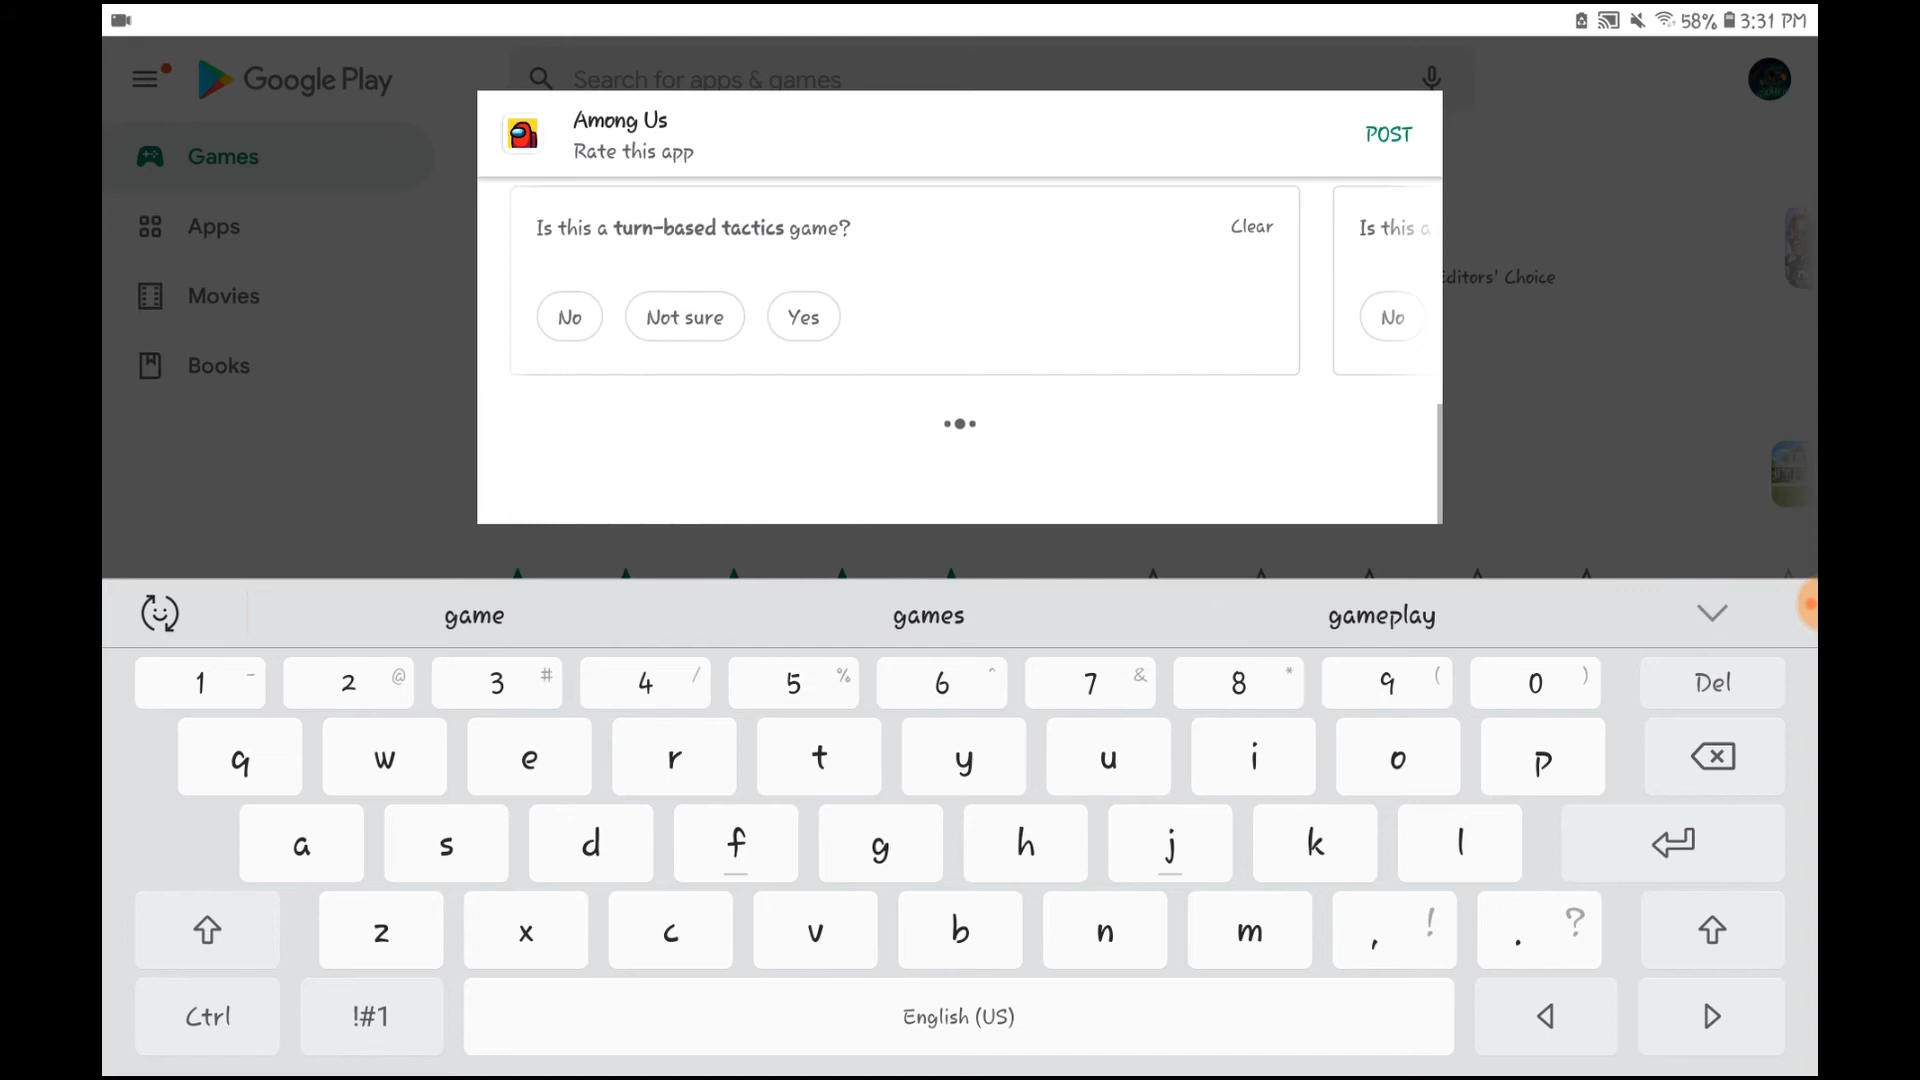 58% 3:31 PM
Google Play
Search for apps & games
Among Us
Rate this app
POST
Games
Apps
Movies
Books
Is this a turn-based tactics game?
Clear
Is this a
Editors' Choice
No
Not sure
Yes
No
game
games
gameplay
1 - 2 @ 3 # 4 / 5 % 6 ^ 7 & 8 * 9 ( 0 ) Del
q w e r t y u i o p
a s d f g h j k l
z x c v b n m , ! . ?
Ctrl !#1 English (US)